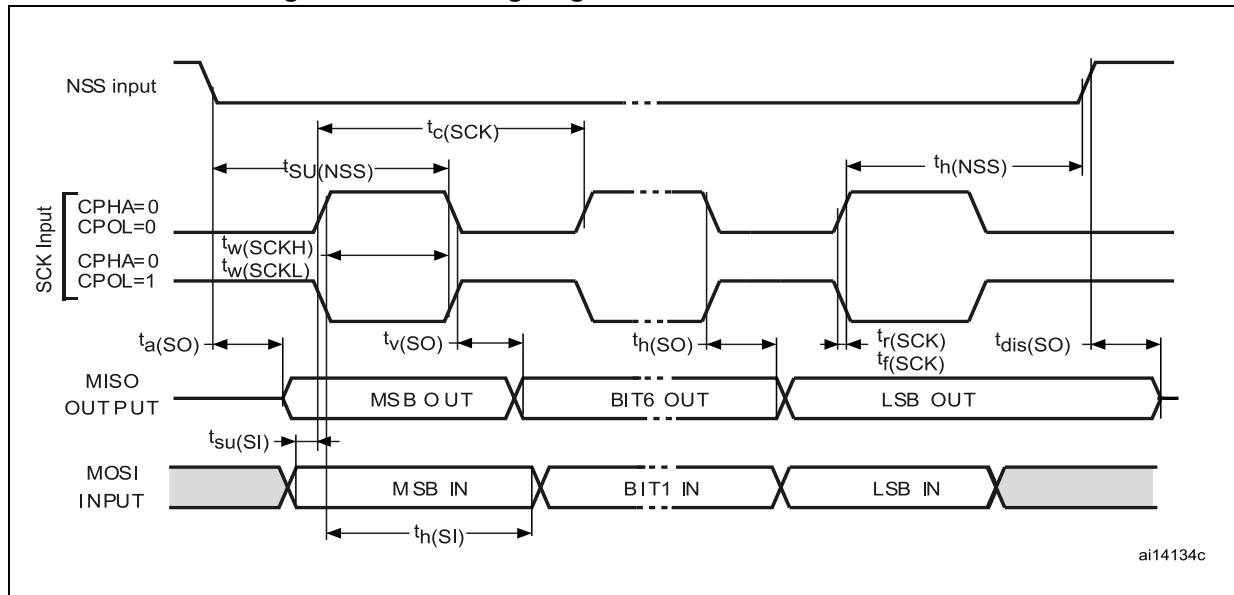 NSS input
tc(SCK)
tSU(NSS)
th(NSS)
SCK Input
CPHA=0
CPOL=0
tw(SCKH)
CPHA=0
tw(SCKL)
CPOL=1
ta(SO)
tv(SO)
th(SO)
tr(SCK)
tf(SCK)
tdis(SO)
MISO
OUTPUT
MSB OUT
BIT6 OUT
LSB OUT
tsu(SI)
MOSI
INPUT
MSB IN
BIT1 IN
LSB IN
th(SI)
ai14134c